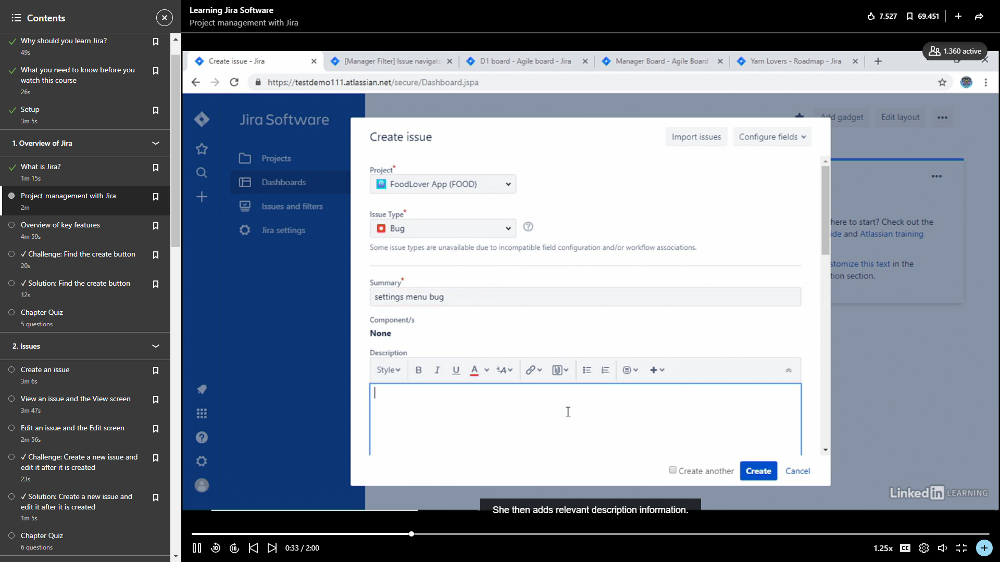 Contents
Why should you learn Jira?
49s
What you need to know before you
watch this course
26s
Setup
3m 5s
1. Overview of Jira
What is Jira?
1m 15s
Project management with Jira
2m
Overview of key features
4m 59s
✓ Challenge: Find the create button
20s
✓ Solution: Find the create button
12s
Chapter Quiz
5 questions
2. Issues
Create an issue
3m 6s
View an issue and the View screen
3m 47s
Edit an issue and the Edit screen
2m 56s
✓ Challenge: Create a new issue and
edit it after it is created
23s
✓ Solution: Create a new issue and
edit it after it is created
1m 5s
Chapter Quiz
6 questions
Learning Jira Software
Project management with Jira
7,527
69,451
1,360 active
Create issue - Jira
[Manager Filter] Issue navigato
D1 board - Agile board - Jira
Manager Board - Agile Board
Yarn Lovers - Roadmap - Jira
https://testdemo111.atlassian.net/secure/Dashboard.jspa
Jira Software
Projects
Dashboards
Issues and filters
Jira settings
Add gadget
Edit layout
here to start? Check out the
ide and Atlassian training
stomize this text in the
tion section.
Create issue
Import issues
Configure fields
Project*
FoodLover App (FOOD)
Issue Type*
Bug
Some issue types are unavailable due to incompatible field configuration and/or workflow associations.
Summary*
settings menu bug
Component/s
None
Description
Style
B I U A ªA
Create another
Create
Cancel
Linked in LEARNING
She then adds relevant description information.
10
10
0:33 / 2:00
1.25x
CC